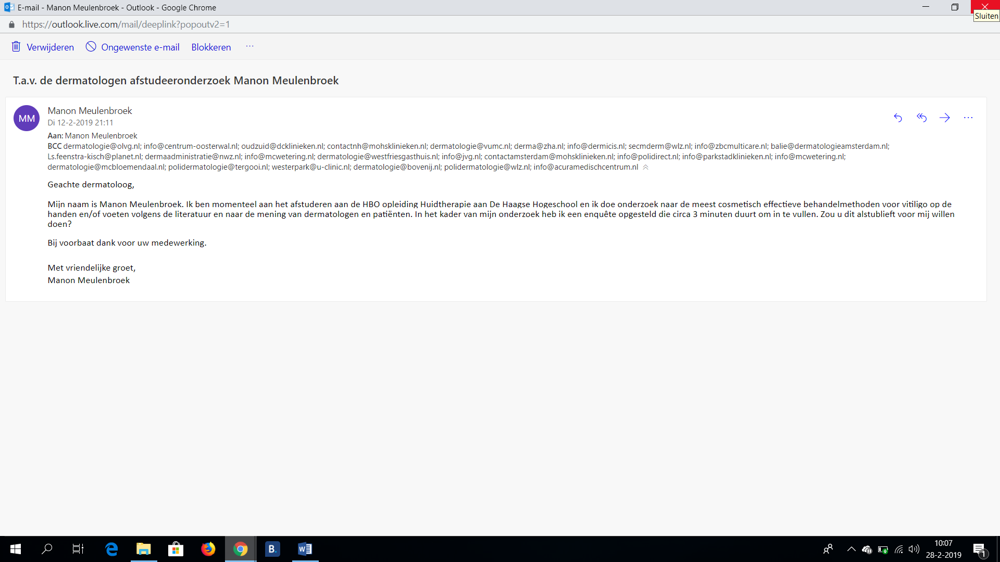 E-mail - Manon Meulenbroek - Outlook - Google Chrome
Sluiten
https://outlook.live.com/mail/deeplink?popoutv2=1
Verwijderen Ongewenste e-mail Blokkeren ...
T.a.v. de dermatologen afstudeeronderzoek Manon Meulenbroek
MM
Manon Meulenbroek
Di 12-2-2019 21:11
Aan: Manon Meulenbroek
BCC dermatologie@olvg.nl; info@centrum-oosterwal.nl; oudzuid@dcklinieken.nl; contactnh@mohsklinieken.nl; dermatologie@vumc.nl; derma@zha.nl; info@dermicis.nl; secmderm@wlz.nl; info@zbcmulticare.nl; balie@dermatologieamsterdam.nl;
Ls.feenstra-kisch@planet.nl; dermaadministratie@nwz.nl; info@mcwetering.nl; dermatologie@westfriesgasthuis.nl; info@jvg.nl; contactamsterdam@mohsklinieken.nl; info@polidirect.nl; info@parkstadklinieken.nl; info@mcwetering.nl;
dermatologie@mcbloemendaal.nl; polidermatologie@tergooi.nl; westerpark@u-clinic.nl; dermatologie@bovenij.nl; polidermatologie@wlz.nl; info@acuramedischcentrum.nl
Geachte dermatoloog,
Mijn naam is Manon Meulenbroek. Ik ben momenteel aan het afstuderen aan de HBO opleiding Huidtherapie aan De Haagse Hogeschool en ik doe onderzoek naar de meest cosmetisch effectieve behandelmethoden voor vitiligo op de
handen en/of voeten volgens de literatuur en naar de mening van dermatologen en patiënten. In het kader van mijn onderzoek heb ik een enquête opgesteld die circa 3 minuten duurt om in te vullen. Zou u dit alstublieft voor mij willen
doen?
Bij voorbaat dank voor uw medewerking.
Met vriendelijke groet,
Manon Meulenbroek
B.
W
10:07
28-2-2019
1